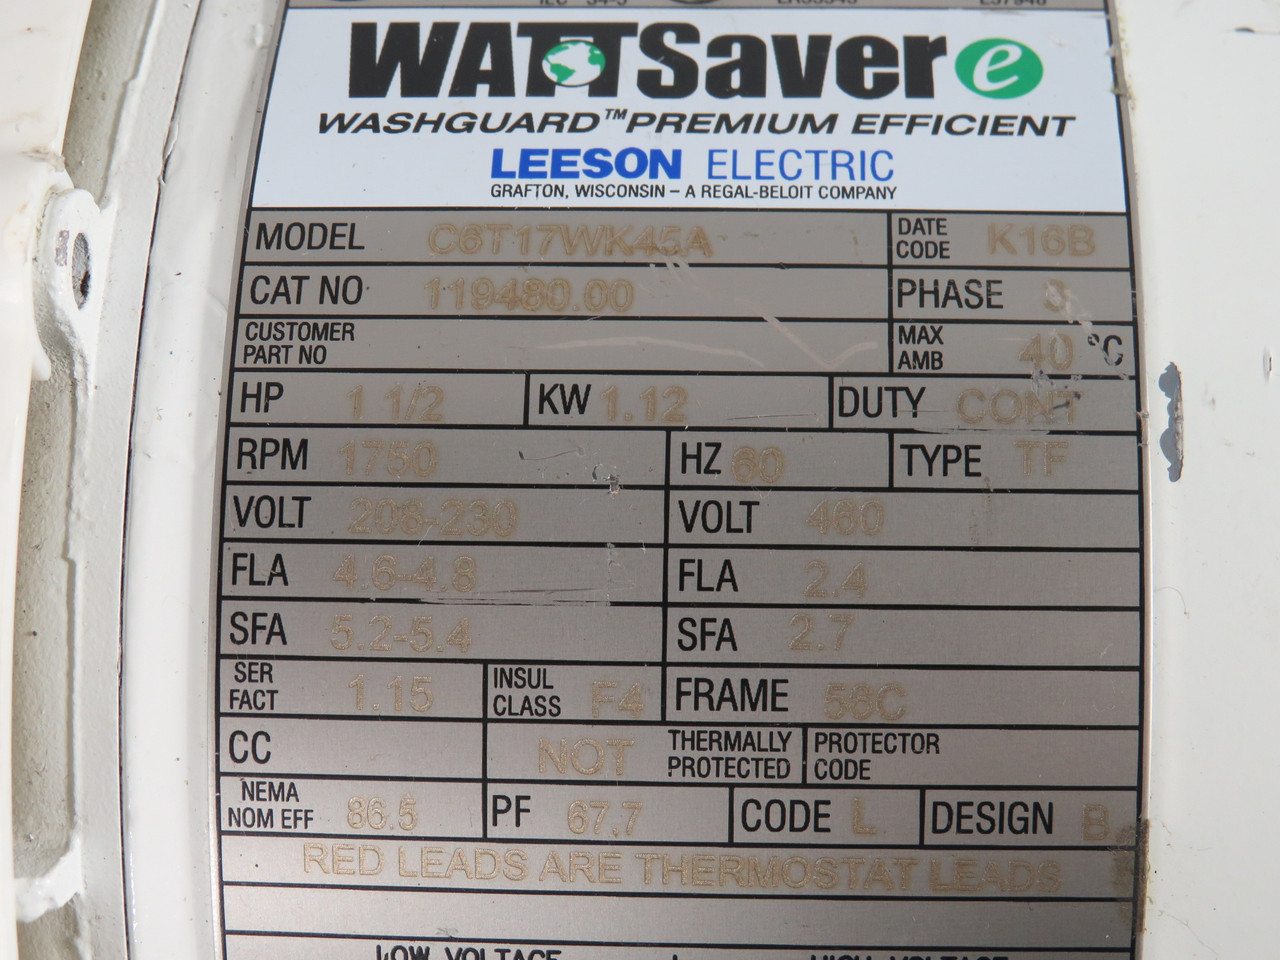 WATTSaver e
WASHGUARD™ PREMIUM EFFICIENT
LEESON ELECTRIC
GRAFTON, WISCONSIN – A REGAL-BELOIT COMPANY
MODEL C6T17WK45A DATE CODE K16B
CAT NO 119480.00 PHASE 3
CUSTOMER PART NO MAX AMB 40 °C
HP 1 1/2 KW 1.12 DUTY CONT
RPM 1750 HZ 60 TYPE TF
VOLT 208-230 VOLT 460
FLA 4.6-4.8 FLA 2.4
SFA 5.2-5.4 SFA 2.7
SER FACT 1.15 INSUL CLASS F4 FRAME 56C
CC NOT THERMALLY PROTECTED PROTECTOR CODE
NEMA NOM EFF 86.5 PF 67.7 CODE L DESIGN B
RED LEADS ARE THERMOSTAT LEADS
LOW VOLTAGE HIGH VOLTAGE